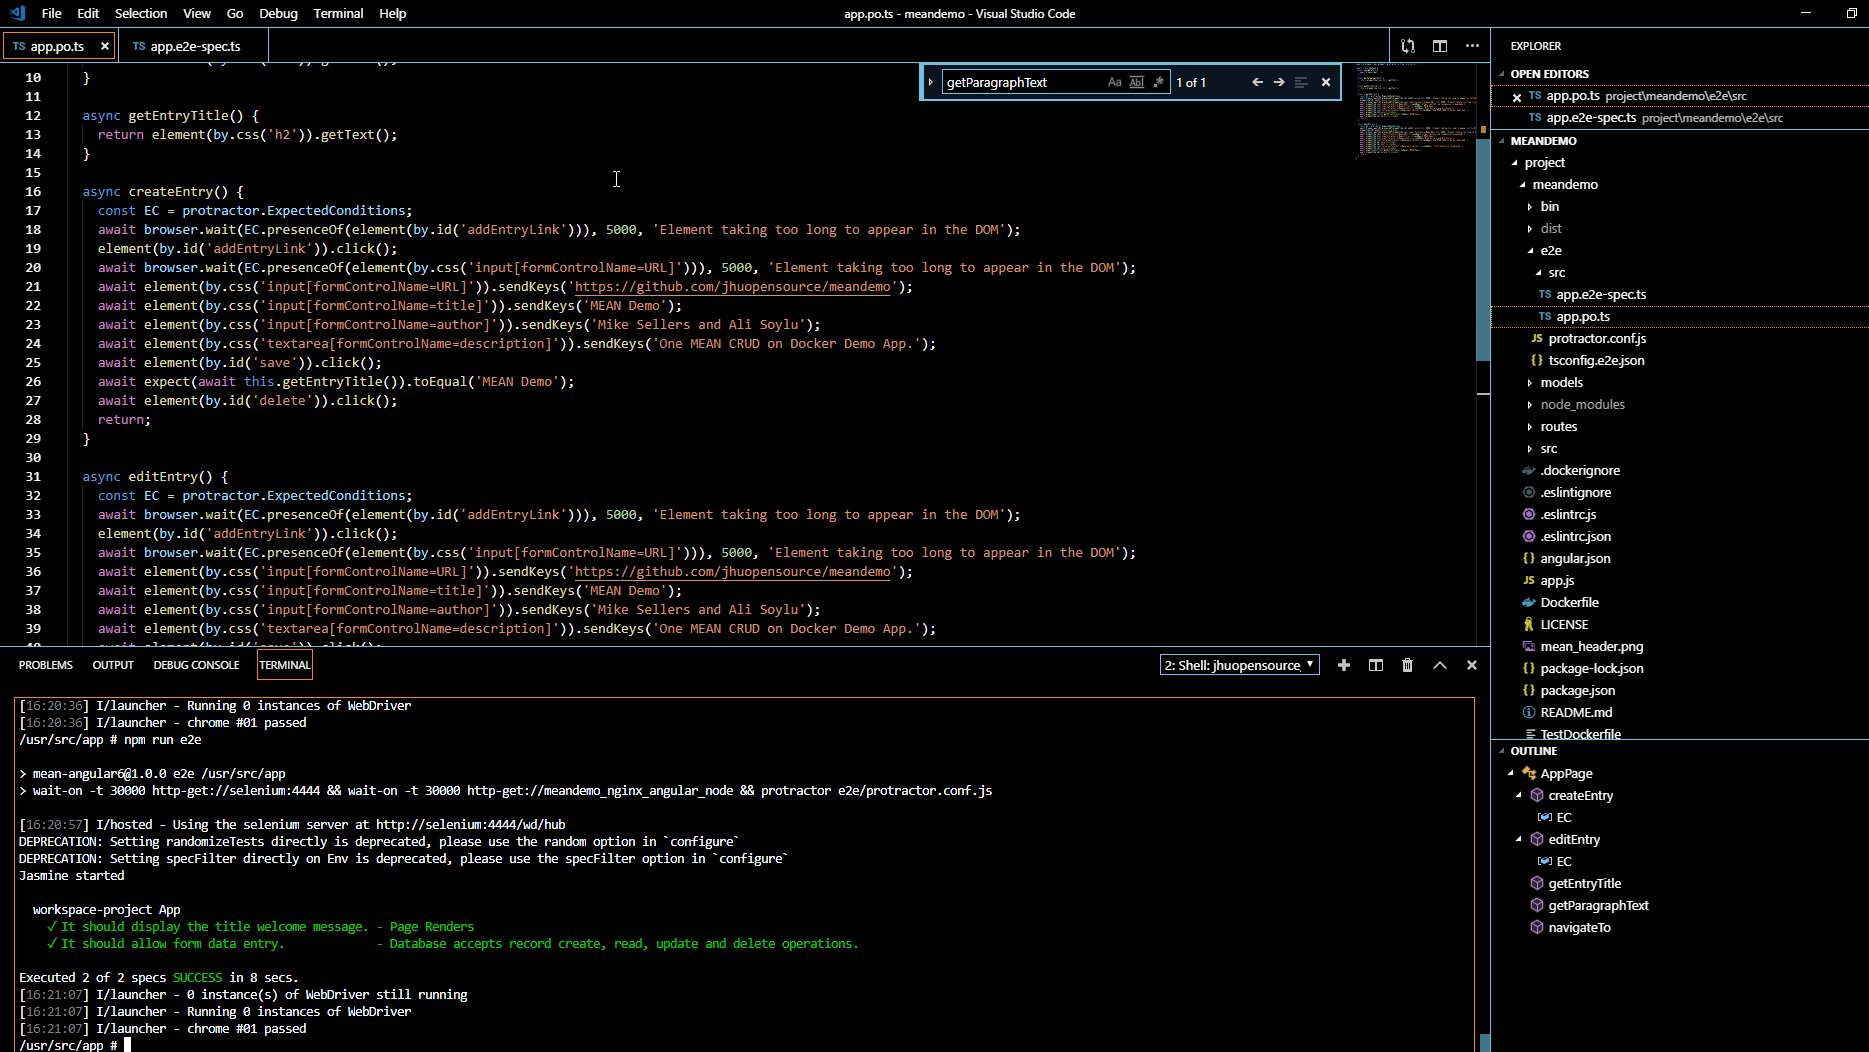 File Edit Selection View Go Debug Terminal Help
app.po.ts - meandemo - Visual Studio Code
TS app.po.ts ×
TS app.e2e-spec.ts
getParagraphText Aa Abl .* 1 of 1
10 }
11
12 async getEntryTitle() {
13 return element(by.css('h2')).getText();
14 }
15
16 async createEntry() {
17 const EC = protractor.ExpectedConditions;
18 await browser.wait(EC.presenceOf(element(by.id('addEntryLink'))), 5000, 'Element taking too long to appear in the DOM');
19 element(by.id('addEntryLink')).click();
20 await browser.wait(EC.presenceOf(element(by.css('input[formControlName=URL]'))), 5000, 'Element taking too long to appear in the DOM');
21 await element(by.css('input[formControlName=URL]')).sendKeys('https://github.com/jhuopensource/meandemo');
22 await element(by.css('input[formControlName=title]')).sendKeys('MEAN Demo');
23 await element(by.css('input[formControlName=author]')).sendKeys('Mike Sellers and Ali Soylu');
24 await element(by.css('textarea[formControlName=description]')).sendKeys('One MEAN CRUD on Docker Demo App.');
25 await element(by.id('save')).click();
26 await expect(await this.getEntryTitle()).toEqual('MEAN Demo');
27 await element(by.id('delete')).click();
28 return;
29 }
30
31 async editEntry() {
32 const EC = protractor.ExpectedConditions;
33 await browser.wait(EC.presenceOf(element(by.id('addEntryLink'))), 5000, 'Element taking too long to appear in the DOM');
34 element(by.id('addEntryLink')).click();
35 await browser.wait(EC.presenceOf(element(by.css('input[formControlName=URL]'))), 5000, 'Element taking too long to appear in the DOM');
36 await element(by.css('input[formControlName=URL]')).sendKeys('https://github.com/jhuopensource/meandemo');
37 await element(by.css('input[formControlName=title]')).sendKeys('MEAN Demo');
38 await element(by.css('input[formControlName=author]')).sendKeys('Mike Sellers and Ali Soylu');
39 await element(by.css('textarea[formControlName=description]')).sendKeys('One MEAN CRUD on Docker Demo App.');
PROBLEMS OUTPUT DEBUG CONSOLE TERMINAL
2: Shell: jhuopensource
[16:20:36] I/launcher - Running 0 instances of WebDriver
[16:20:36] I/launcher - chrome #01 passed
/usr/src/app # npm run e2e
> mean-angular6@1.0.0 e2e /usr/src/app
> wait-on -t 30000 http-get://selenium:4444 && wait-on -t 30000 http-get://meandemo_nginx_angular_node && protractor e2e/protractor.conf.js
[16:20:57] I/hosted - Using the selenium server at http://selenium:4444/wd/hub
DEPRECATION: Setting randomizeTests directly is deprecated, please use the random option in `configure`
DEPRECATION: Setting specFilter directly on Env is deprecated, please use the specFilter option in `configure`
Jasmine started
workspace-project App
✓ It should display the title welcome message. - Page Renders
✓ It should allow form data entry. - Database accepts record create, read, update and delete operations.
Executed 2 of 2 specs SUCCESS in 8 secs.
[16:21:07] I/launcher - 0 instance(s) of WebDriver still running
[16:21:07] I/launcher - Running 0 instances of WebDriver
[16:21:07] I/launcher - chrome #01 passed
/usr/src/app #
EXPLORER
OPEN EDITORS
TS app.po.ts project\meandemo\e2e\src
TS app.e2e-spec.ts project\meandemo\e2e\src
MEANDEMO
project
meandemo
bin
dist
e2e
src
TS app.e2e-spec.ts
TS app.po.ts
JS protractor.conf.js
{} tsconfig.e2e.json
models
node_modules
routes
src
.dockerignore
.eslintignore
.eslintrc.js
.eslintrc.json
{} angular.json
JS app.js
Dockerfile
LICENSE
mean_header.png
{} package-lock.json
{} package.json
README.md
TestDockerfile
OUTLINE
AppPage
createEntry
EC
editEntry
EC
getEntryTitle
getParagraphText
navigateTo